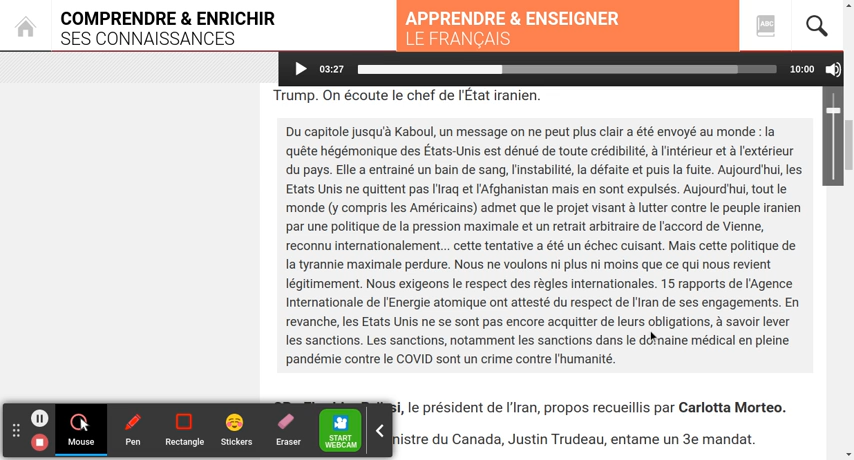 COMPRENDRE & ENRICHIR
SES CONNAISSANCES
APPRENDRE & ENSEIGNER
LE FRANÇAIS
ABC
03:27
10:00
Trump. On écoute le chef de l'État iranien.
Du capitole jusqu'à Kaboul, un message on ne peut plus clair a été envoyé au monde : la
quête hégémonique des États-Unis est dénué de toute crédibilité, à l'intérieur et à l'extérieur
du pays. Elle a entrainé un bain de sang, l'instabilité, la défaite et puis la fuite. Aujourd'hui, les
Etats Unis ne quittent pas l'Iraq et l'Afghanistan mais en sont expulsés. Aujourd'hui, tout le
monde (y compris les Américains) admet que le projet visant à lutter contre le peuple iranien
par une politique de la pression maximale et un retrait arbitraire de l'accord de Vienne,
reconnu internationalement... cette tentative a été un échec cuisant. Mais cette politique de
la tyrannie maximale perdure. Nous ne voulons ni plus ni moins que ce qui nous revient
légitimement. Nous exigeons le respect des règles internationales. 15 rapports de l'Agence
Internationale de l'Energie atomique ont attesté du respect de l'Iran de ses engagements. En
revanche, les Etats Unis ne se sont pas encore acquitter de leurs obligations, à savoir lever
les sanctions. Les sanctions, notamment les sanctions dans le domaine médical en pleine
pandémie contre le COVID sont un crime contre l'humanité.
le président de l'Iran, propos recueillis par Carlotta Morteo.
nistre du Canada, Justin Trudeau, entame un 3e mandat.
Mouse
Pen
Rectangle
Stickers
Eraser
START
WEBCAM